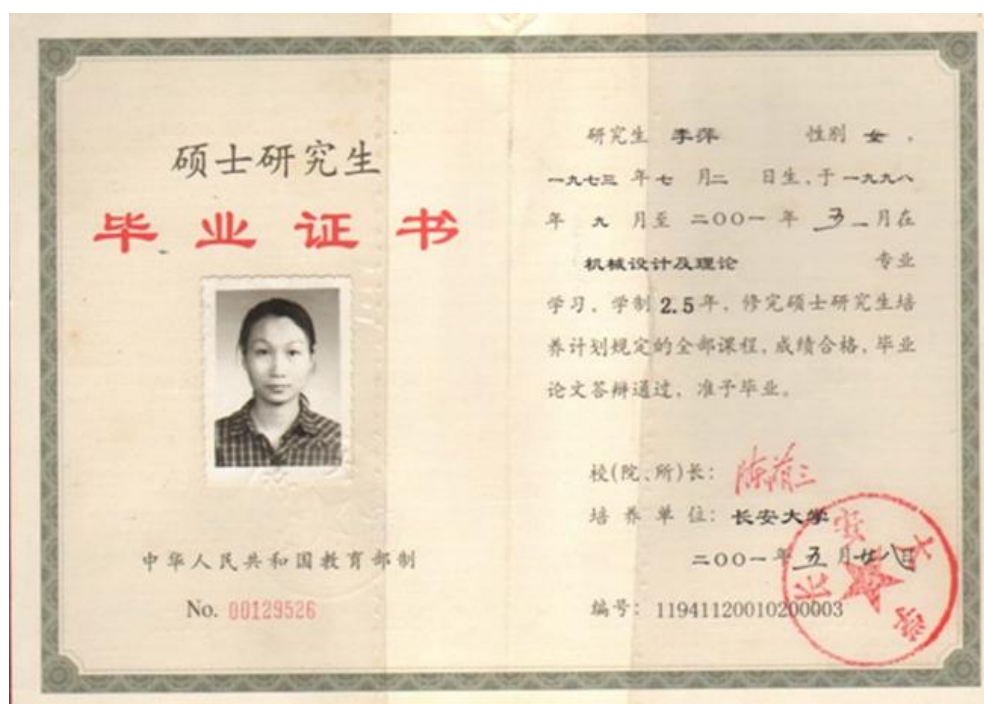 硕士研究生
毕业证书
中华人民共和国教育部制
No. 00129526
研究生 李萍 性别 女 ,
一九七三 年 七 月二 日生,于 一九九八
年 九 月至 二〇〇一 年 五 月在
机械设计及理论 专业
学习,学制 2.5 年,修完硕士研究生培
养计划规定的全部课程,成绩合格,毕业
论文答辩通过,准予毕业。
校(院、所)长:
培 养 单 位: 长安大学
二〇〇一 年 五 月 廿八 日
编号: 11941120010200003
长安大学